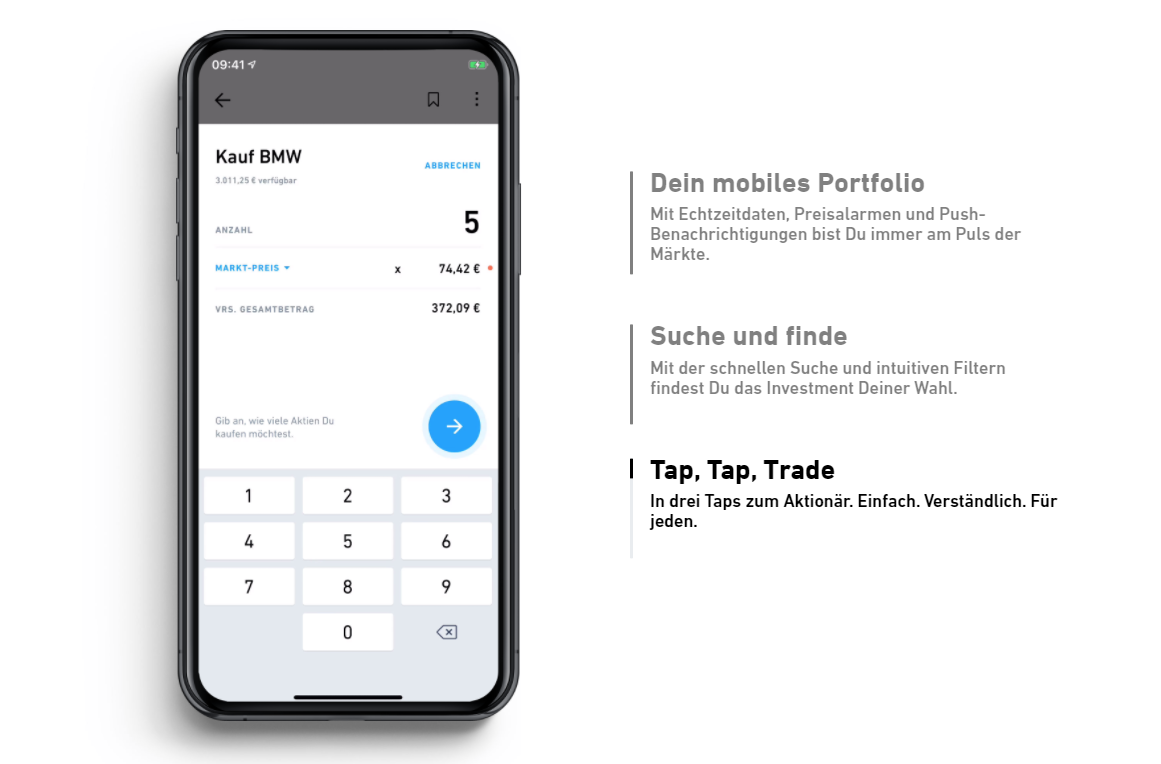 09:41
Kauf BMW
ABBRECHEN
3.011,25 € verfügbar
ANZAHL
5
MARKT-PREIS
x
74,42 €
VRS. GESAMTBETRAG
372,09 €
Gib an, wie viele Aktien Du
kaufen möchtest.
1 2 3
4 5 6
7 8 9
0
Dein mobiles Portfolio
Mit Echtzeitdaten, Preisalarmen und Push-
Benachrichtigungen bist Du immer am Puls der
Märkte.
Suche und finde
Mit der schnellen Suche und intuitiven Filtern
findest Du das Investment Deiner Wahl.
Tap, Tap, Trade
In drei Taps zum Aktionär. Einfach. Verständlich. Für
jeden.